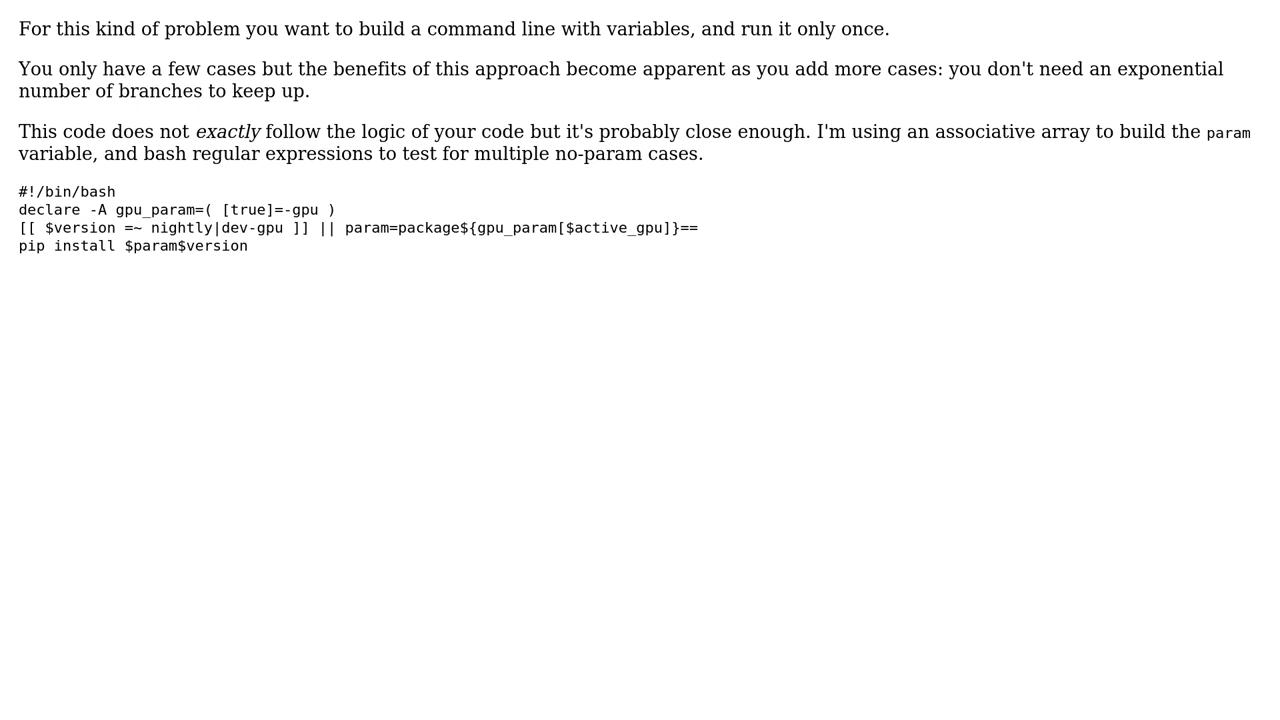 For this kind of problem you want to build a command line with variables, and run it only once.
You only have a few cases but the benefits of this approach become apparent as you add more cases: you don't need an exponential
number of branches to keep up.
This code does not exactly follow the logic of your code but it's probably close enough. I'm using an associative array to build the param
variable, and bash regular expressions to test for multiple no-param cases.
#!/bin/bash
declare -A gpu_param=( [true]=-gpu )
[[ $version =~ nightly|dev-gpu ]] || param=package${gpu_param[$active_gpu]}==
pip install $param$version